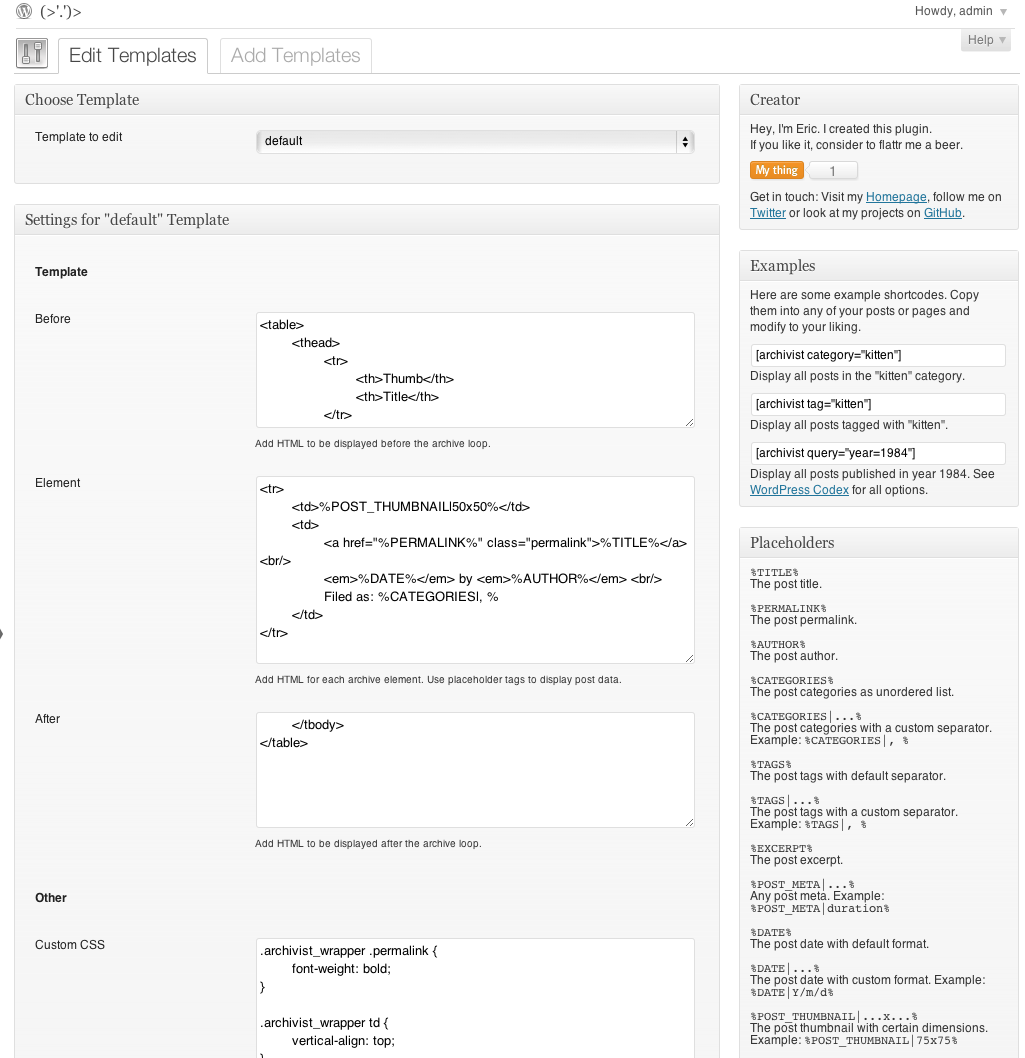 (>'.')>
Howdy, admin
Help
Edit Templates
Add Templates
Choose Template
Template to edit
default
Settings for "default" Template
Template
Before
<table>
<thead>
<tr>
<th>Thumb</th>
<th>Title</th>
</tr>
Add HTML to be displayed before the archive loop.
Element
<tr>
<td>%POST_THUMBNAIL|50x50%</td>
<td>
<a href="%PERMALINK%" class="permalink">%TITLE%</a>
<br/>
<em>%DATE%</em> by <em>%AUTHOR%</em> <br/>
Filed as: %CATEGORIES|, %
</td>
</tr>
Add HTML for each archive element. Use placeholder tags to display post data.
After
</tbody>
</table>
Add HTML to be displayed after the archive loop.
Other
Custom CSS
.archivist_wrapper .permalink {
font-weight: bold;
}
.archivist_wrapper td {
vertical-align: top;
}
Creator
Hey, I'm Eric. I created this plugin.
If you like it, consider to flattr me a beer.
My thing
1
Get in touch: Visit my Homepage, follow me on
Twitter or look at my projects on GitHub.
Examples
Here are some example shortcodes. Copy
them into any of your posts or pages and
modify to your liking.
[archivist category="kitten"]
Display all posts in the "kitten" category.
[archivist tag="kitten"]
Display all posts tagged with "kitten".
[archivist query="year=1984"]
Display all posts published in year 1984. See
WordPress Codex for all options.
Placeholders
%TITLE%
The post title.
%PERMALINK%
The post permalink.
%AUTHOR%
The post author.
%CATEGORIES%
The post categories as unordered list.
%CATEGORIES|...%
The post categories with a custom separator.
Example: %CATEGORIES|, %
%TAGS%
The post tags with default separator.
%TAGS|...%
The post tags with a custom separator.
Example: %TAGS|, %
%EXCERPT%
The post excerpt.
%POST_META|...%
Any post meta. Example:
%POST_META|duration%
%DATE%
The post date with default format.
%DATE|...%
The post date with custom format. Example:
%DATE|Y/m/d%
%POST_THUMBNAIL|...x...%
The post thumbnail with certain dimensions.
Example: %POST_THUMBNAIL|75x75%